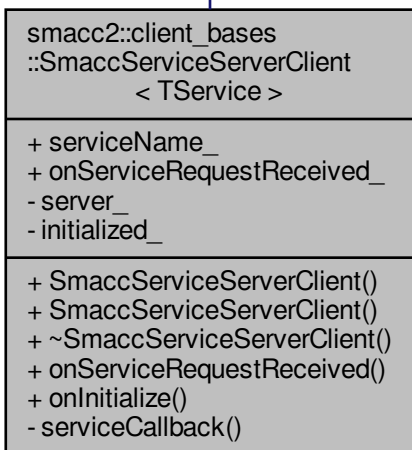 smacc2::client_bases
::SmaccServiceServerClient
< TService >
+ serviceName_
+ onServiceRequestReceived_
- server_
- initialized_
+ SmaccServiceServerClient()
+ SmaccServiceServerClient()
+ ~SmaccServiceServerClient()
+ onServiceRequestReceived()
+ onInitialize()
- serviceCallback()